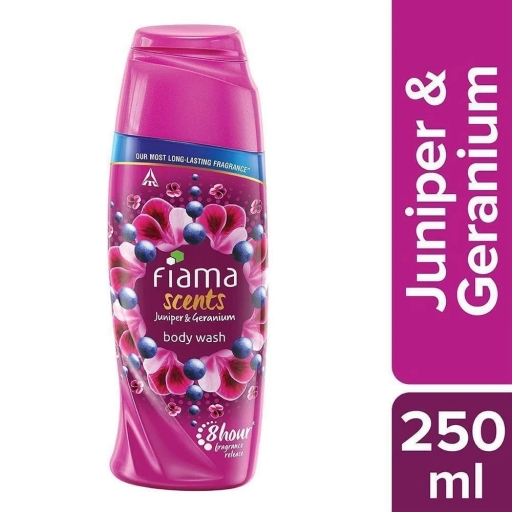 OUR MOST LONG-LASTING FRAGRANCE*
fiama
scents
Juniper & Geranium
body wash
8hour*
fragrance
release
Juniper &
Geranium
250
ml